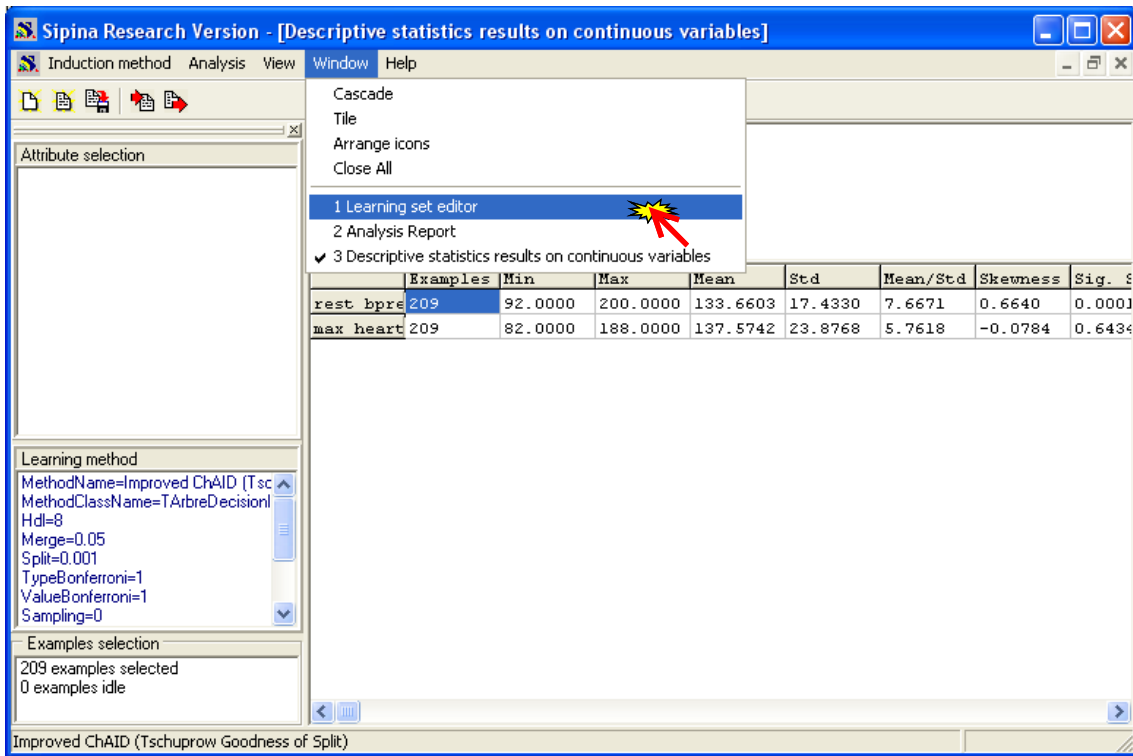 Sipina Research Version - [Descriptive statistics results on continuous variables]
Induction method Analysis View Window Help
Cascade
Tile
Arrange icons
Close All
1 Learning set editor
2 Analysis Report
3 Descriptive statistics results on continuous variables
Attribute selection
Examples Min Max Mean Std Mean/Std Skewness Sig. S
rest bpre 209 92.0000 200.0000 133.6603 17.4330 7.6671 0.6640 0.0001
max heart 209 82.0000 188.0000 137.5742 23.8768 5.7618 -0.0784 0.6434
Learning method
MethodName=Improved ChAID (Tsc
MethodClassName=TArbreDecisionI
Hdl=8
Merge=0.05
Split=0.001
TypeBonferroni=1
ValueBonferroni=1
Sampling=0
Examples selection
209 examples selected
0 examples idle
Improved ChAID (Tschuprow Goodness of Split)